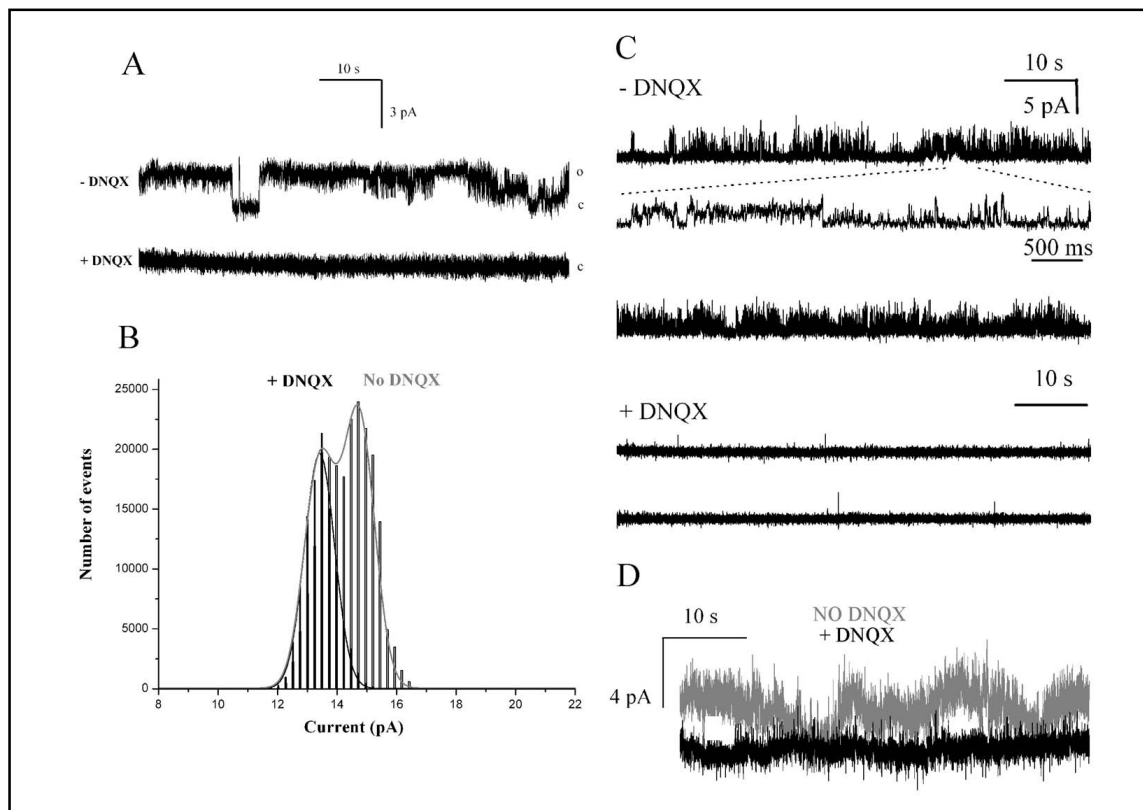 A
10 s
3 pA
- DNQX
o
c
+ DNQX
c
B
+ DNQX
No DNQX
25000
20000
15000
10000
5000
0
Number of events
8
10
12
14
16
18
20
22
Current (pA)
C
10 s
5 pA
- DNQX
500 ms
10 s
+ DNQX
D
10 s
4 pA
NO DNQX
+ DNQX